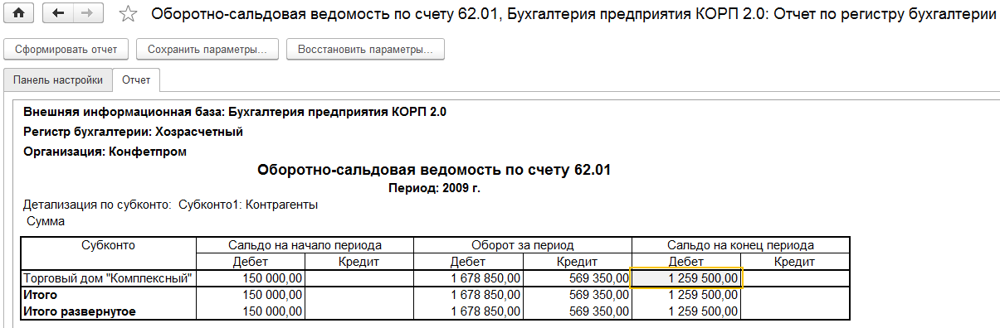 Оборотно-сальдовая ведомость по счету 62.01, Бухгалтерия предприятия КОРП 2.0: Отчет по регистру бухгалтерии
Сформировать отчет Сохранить параметры... Восстановить параметры...
Панель настройки Отчет
Внешняя информационная база: Бухгалтерия предприятия КОРП 2.0
Регистр бухгалтерии: Хозрасчетный
Организация: Конфетпром
Оборотно-сальдовая ведомость по счету 62.01
Период: 2009 г.
Детализация по субконто: Субконто1: Контрагенты
Сумма
Субконто Сальдо на начало периода Оборот за период Сальдо на конец периода
Дебет Кредит Дебет Кредит Дебет Кредит
Торговый дом "Комплексный" 150 000,00 1 678 850,00 569 350,00 1 259 500,00
Итого 150 000,00 1 678 850,00 569 350,00 1 259 500,00
Итого развернутое 150 000,00 1 678 850,00 569 350,00 1 259 500,00